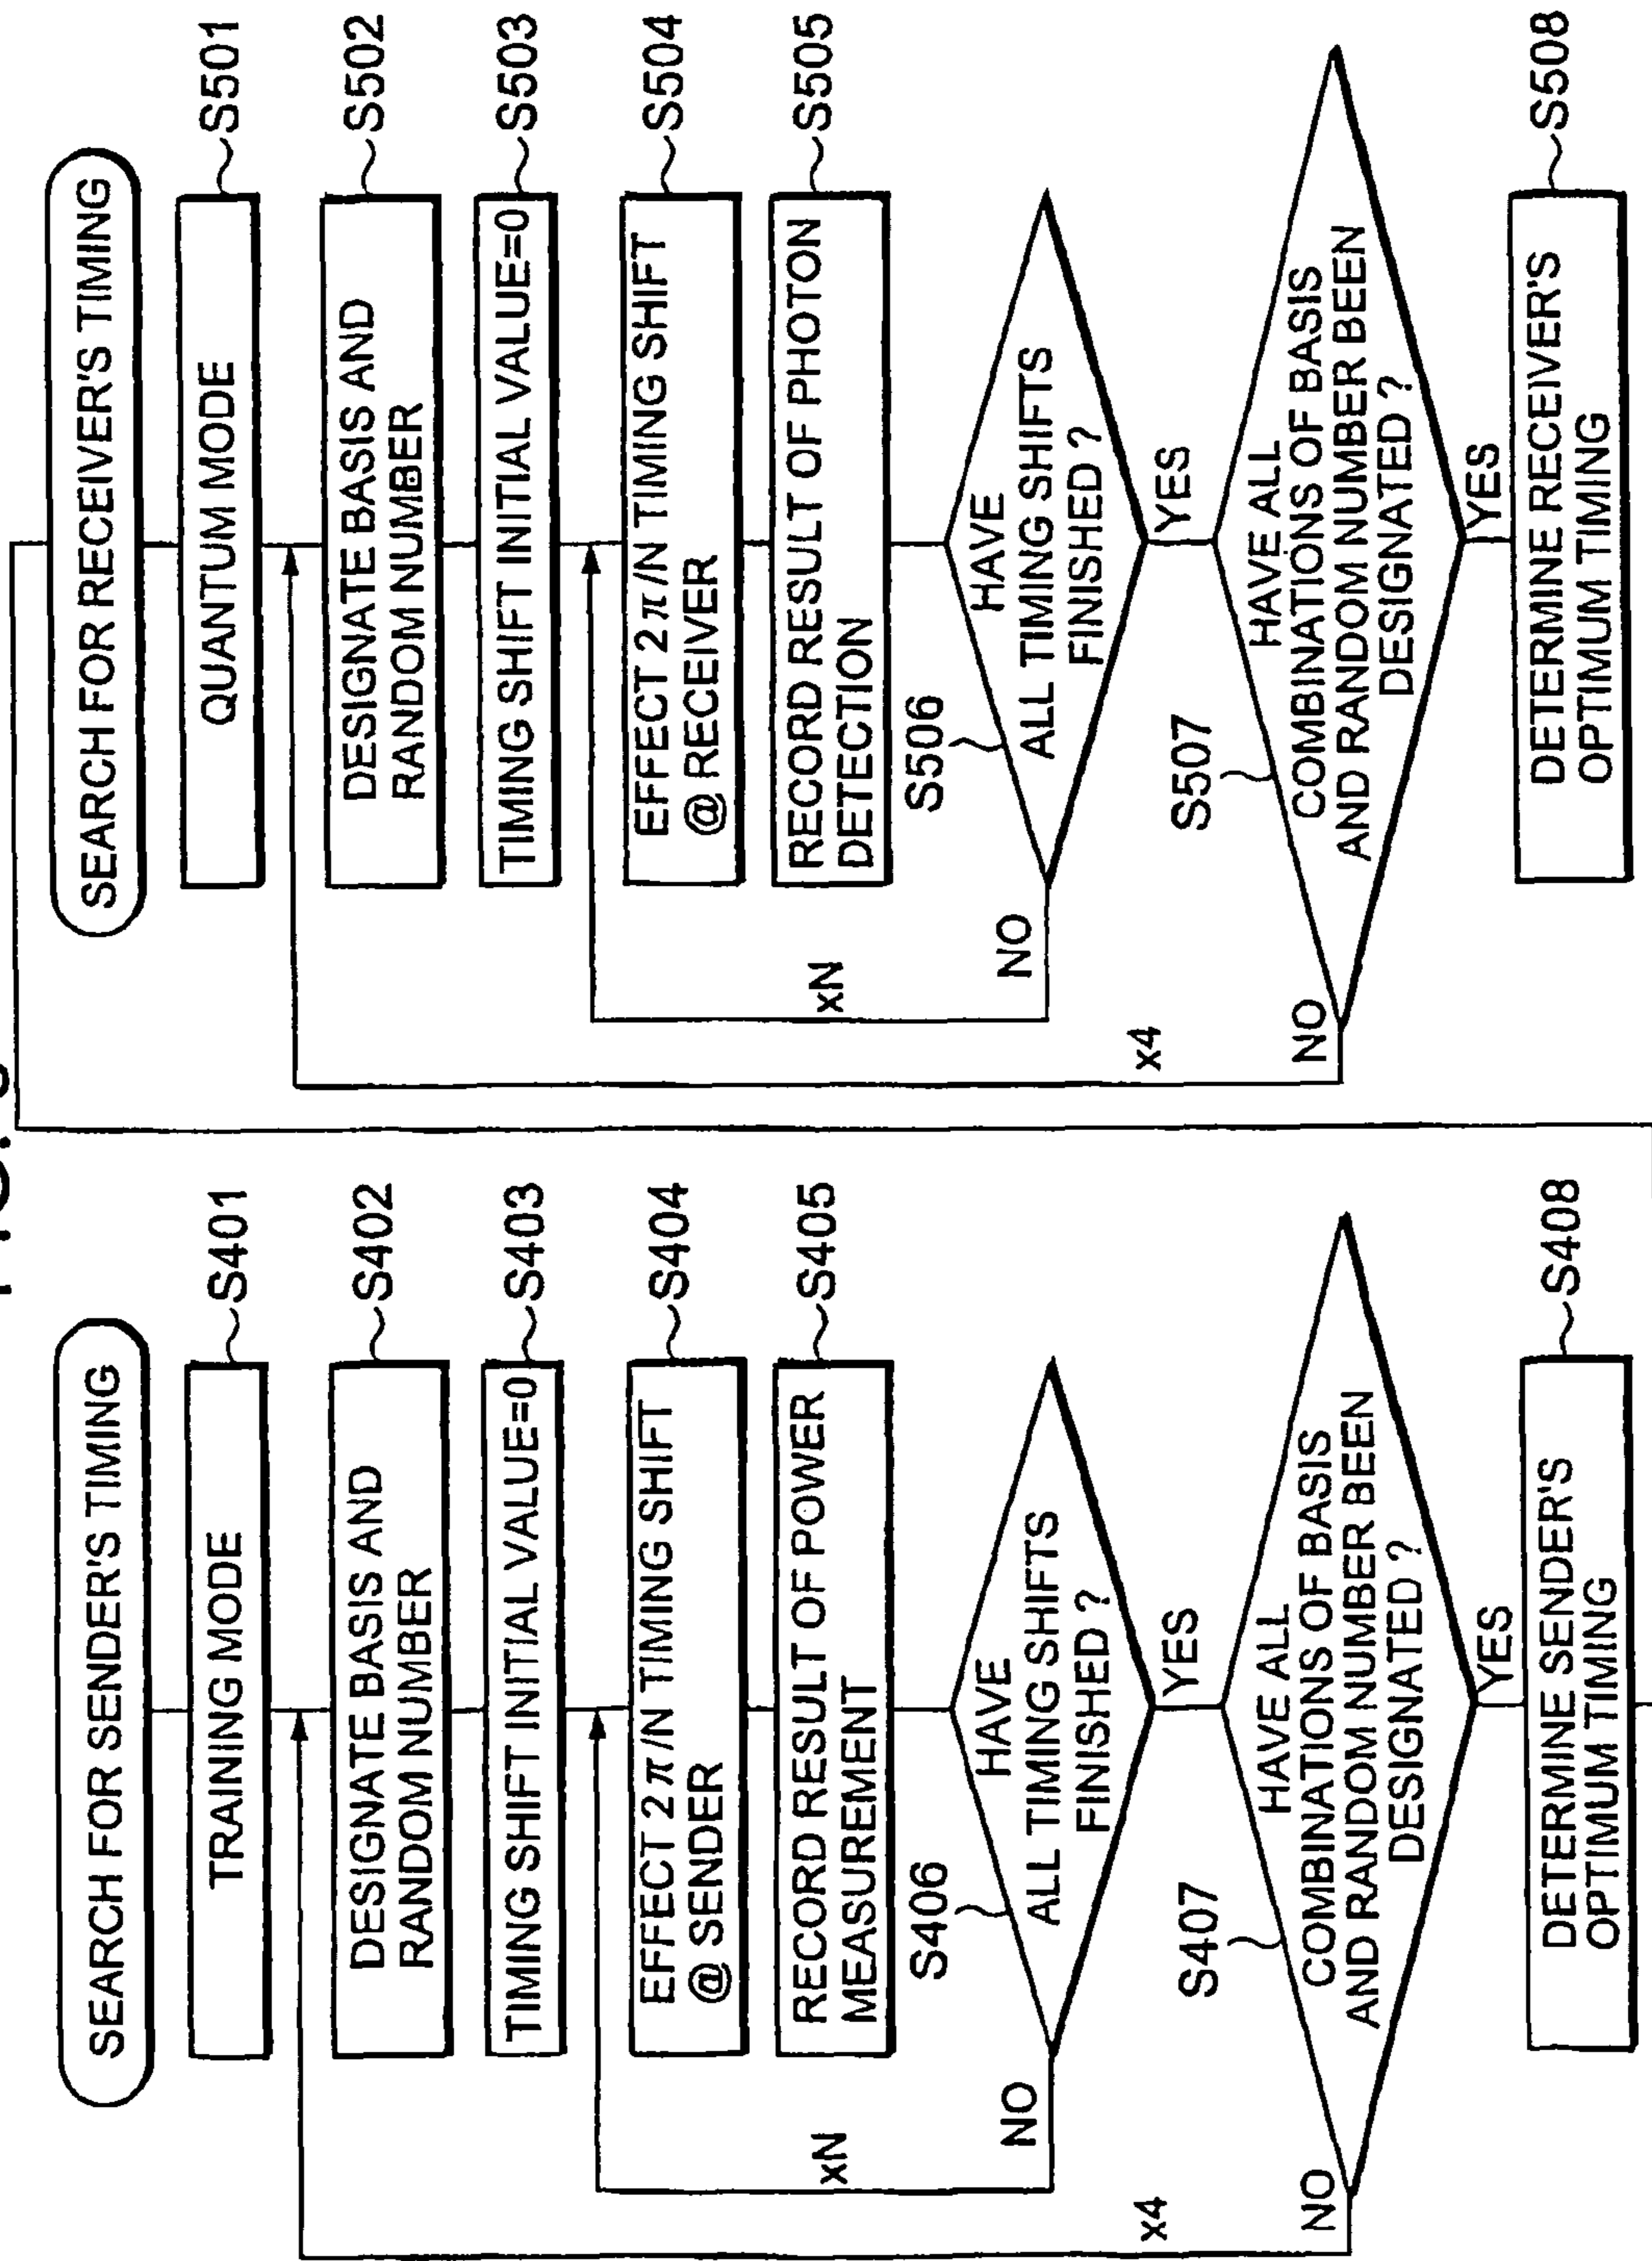 SEARCH FOR SENDER'S TIMING
TRAINING MODE
S401
DESIGNATE BASIS AND
RANDOM NUMBER
S402
TIMING SHIFT INITIAL VALUE=0
S403
EFFECT 2π/N TIMING SHIFT
@ SENDER
S404
RECORD RESULT OF POWER
MEASUREMENT
S405
S406
HAVE
ALL TIMING SHIFTS
FINISHED ?
NO
xN
YES
S407
HAVE ALL
COMBINATIONS OF BASIS
AND RANDOM NUMBER BEEN
DESIGNATED ?
NO
x4
YES
DETERMINE SENDER'S
OPTIMUM TIMING
S408
SEARCH FOR RECEIVER'S TIMING
QUANTUM MODE
S501
DESIGNATE BASIS AND
RANDOM NUMBER
S502
TIMING SHIFT INITIAL VALUE=0
S503
EFFECT 2π/N TIMING SHIFT
@ RECEIVER
S504
RECORD RESULT OF PHOTON
DETECTION
S505
S506
HAVE
ALL TIMING SHIFTS
FINISHED ?
NO
xN
YES
S507
HAVE ALL
COMBINATIONS OF BASIS
AND RANDOM NUMBER BEEN
DESIGNATED ?
NO
x4
YES
DETERMINE RECEIVER'S
OPTIMUM TIMING
S508